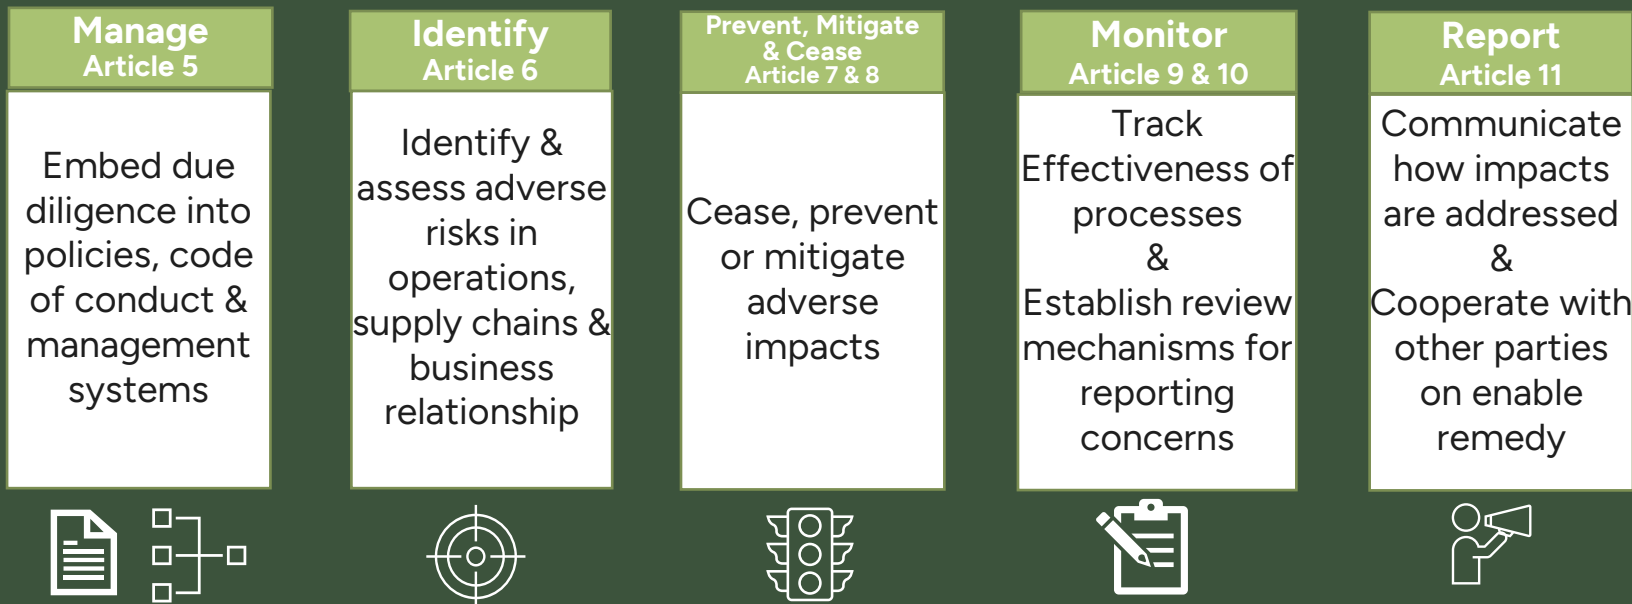 Manage
Article 5
Embed due
diligence into
policies, code
of conduct &
management
systems
Identify
Article 6
Identify &
assess adverse
risks in
operations,
supply chains &
business
relationship
Prevent, Mitigate
& Cease
Article 7 & 8
Cease, prevent
or mitigate
adverse
impacts
Monitor
Article 9 & 10
Track
Effectiveness of
processes
&
Establish review
mechanisms for
reporting
concerns
Report
Article 11
Communicate
how impacts
are addressed
&
Cooperate with
other parties
on enable
remedy